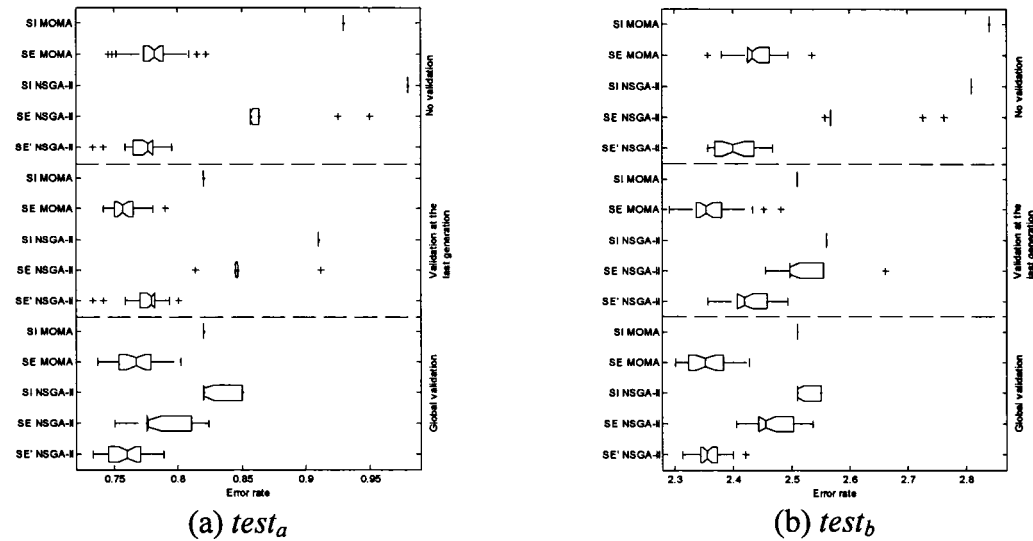 SI MOMA
SE MOMA
SI NSGA-II
SE NSGA-II
SE' NSGA-II
SI MOMA
SE MOMA
SI NSGA-II
SE NSGA-II
SE' NSGA-II
SI MOMA
SE MOMA
SI NSGA-II
SE NSGA-II
SE' NSGA-II
No validation
Validation at the
last generation
Global validation
0.75 0.8 0.85 0.9 0.95
Error rate
(a) testa
SI MOMA
SE MOMA
SI NSGA-II
SE NSGA-II
SE' NSGA-II
SI MOMA
SE MOMA
SI NSGA-II
SE NSGA-II
SE' NSGA-II
SI MOMA
SE MOMA
SI NSGA-II
SE NSGA-II
SE' NSGA-II
No validation
Validation at the
last generation
Global validation
2.3 2.4 2.5 2.6 2.7 2.8
Error rate
(b) testb